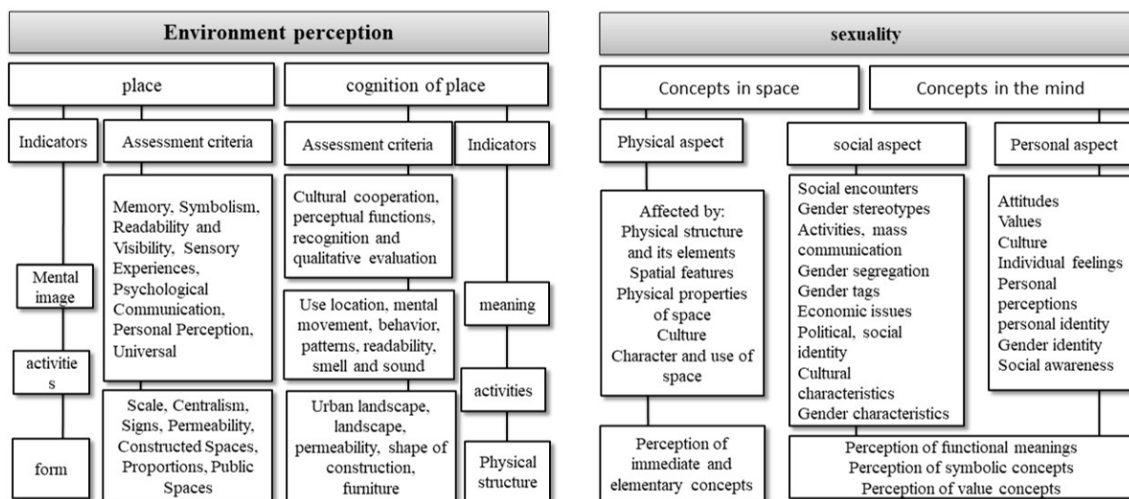 Environment perception
place
cognition of place
Indicators
Assessment criteria
Assessment criteria
Indicators
Mental
image
activitie
s
form
Memory, Symbolism,
Readability and
Visibility, Sensory
Experiences,
Psychological
Communication,
Personal Perception,
Universal
Scale, Centralism,
Signs, Permeability,
Constructed Spaces,
Proportions, Public
Spaces
Cultural cooperation,
perceptual functions,
recognition and
qualitative evaluation
Use location, mental
movement, behavior,
patterns, readability,
smell and sound
Urban landscape,
landscape,
permeability, shape of
construction,
furniture
meaning
activities
Physical
structure
sexuality
Concepts in space
Concepts in the mind
Physical aspect
social aspect
Personal aspect
Affected by:
Physical structure
and its elements
Spatial features
Physical properties
of space
Culture
Character and use of
space
Social encounters
Gender stereotypes
Activities, mass
communication
Gender segregation
Gender tags
Economic issues
Political, social
identity
Cultural
characteristics
Gender characteristics
Attitudes
Values
Culture
Individual feelings
Personal
perceptions
personal identity
Gender identity
Social awareness
Perception of
immediate and
elementary concepts
Perception of functional meanings
Perception of symbolic concepts
Perception of value concepts